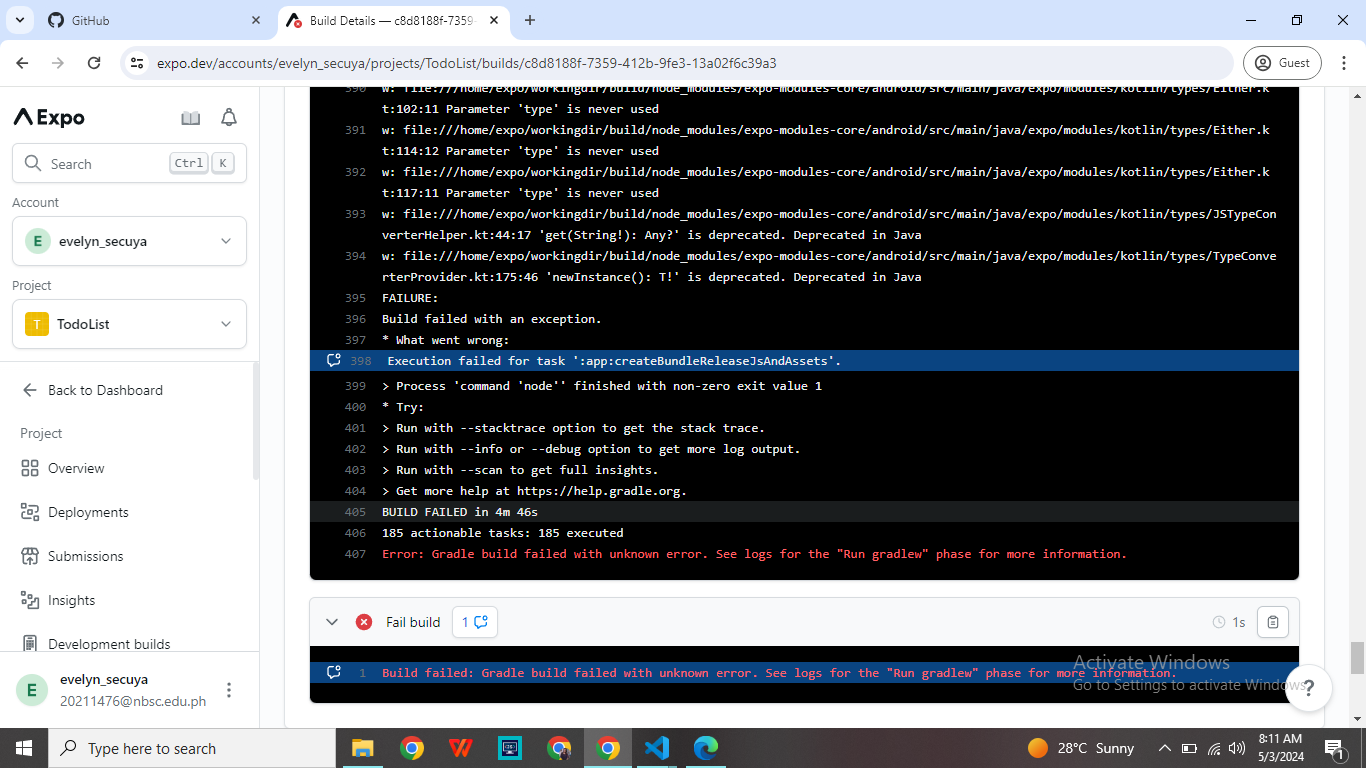 GitHub
Build Details — c8d8188f-7359-
expo.dev/accounts/evelyn_secuya/projects/TodoList/builds/c8d8188f-7359-412b-9fe3-13a02f6c39a3
Guest
Expo
Search
Ctrl K
Account
E evelyn_secuya
Project
T TodoList
Back to Dashboard
Project
Overview
Deployments
Submissions
Insights
Development builds
E evelyn_secuya
20211476@nbsc.edu.ph
390 w: file:///home/expo/workingdir/build/node_modules/expo-modules-core/android/src/main/java/expo/modules/kotlin/types/Either.k
t:102:11 Parameter 'type' is never used
391 w: file:///home/expo/workingdir/build/node_modules/expo-modules-core/android/src/main/java/expo/modules/kotlin/types/Either.k
t:114:12 Parameter 'type' is never used
392 w: file:///home/expo/workingdir/build/node_modules/expo-modules-core/android/src/main/java/expo/modules/kotlin/types/Either.k
t:117:11 Parameter 'type' is never used
393 w: file:///home/expo/workingdir/build/node_modules/expo-modules-core/android/src/main/java/expo/modules/kotlin/types/JSTypeCon
verterHelper.kt:44:17 'get(String!): Any?' is deprecated. Deprecated in Java
394 w: file:///home/expo/workingdir/build/node_modules/expo-modules-core/android/src/main/java/expo/modules/kotlin/types/TypeConve
rterProvider.kt:175:46 'newInstance(): T!' is deprecated. Deprecated in Java
395 FAILURE:
396 Build failed with an exception.
397 * What went wrong:
398 Execution failed for task ':app:createBundleReleaseJsAndAssets'.
399 > Process 'command 'node'' finished with non-zero exit value 1
400 * Try:
401 > Run with --stacktrace option to get the stack trace.
402 > Run with --info or --debug option to get more log output.
403 > Run with --scan to get full insights.
404 > Get more help at https://help.gradle.org.
405 BUILD FAILED in 4m 46s
406 185 actionable tasks: 185 executed
407 Error: Gradle build failed with unknown error. See logs for the "Run gradlew" phase for more information.
Fail build 1 1s
1 Build failed: Gradle build failed with unknown error. See logs for the "Run gradlew" phase for more information.
Activate Windows
Go to Settings to activate Windows.
?
Type here to search
28°C Sunny
8:11 AM
5/3/2024
1